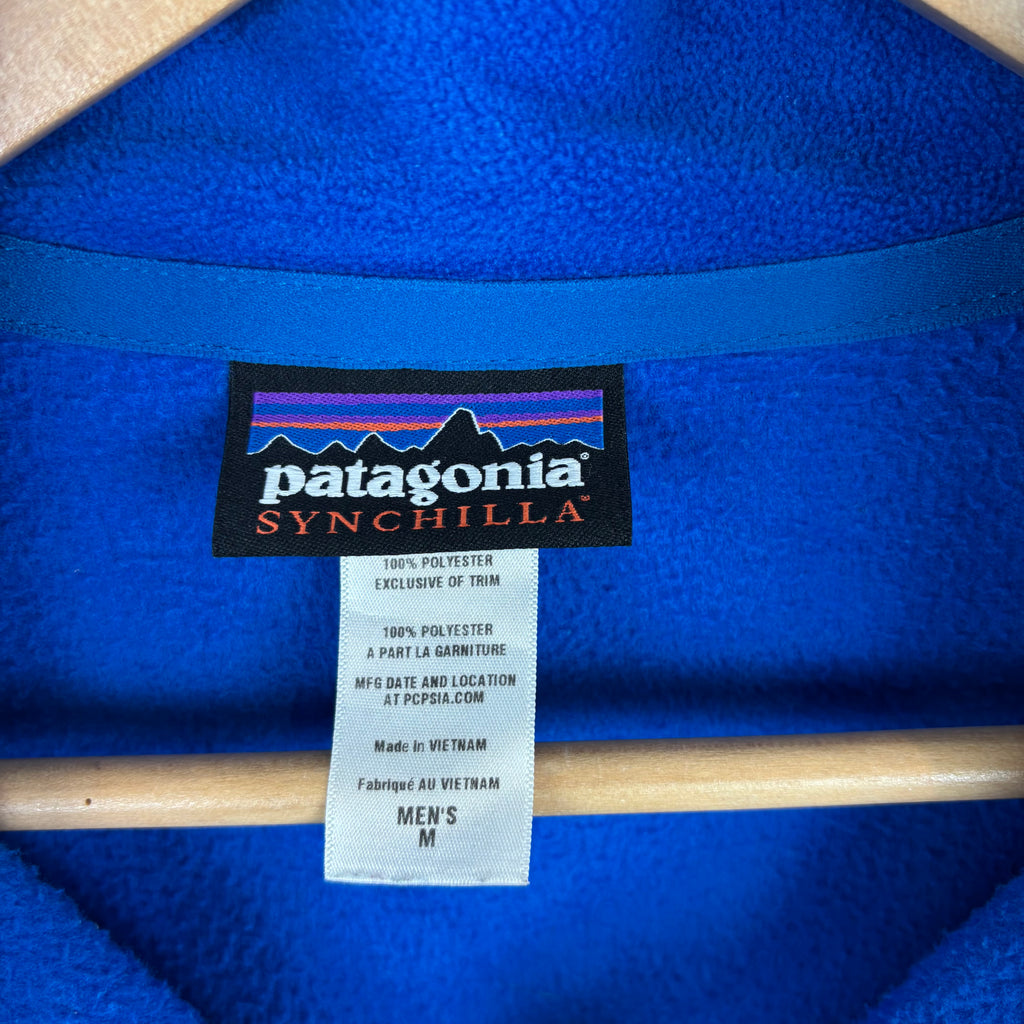 patagonia®
SYNCHILLA®
100% POLYESTER
EXCLUSIVE OF TRIM
100% POLYESTER
A PART LA GARNITURE
MFG DATE AND LOCATION
AT PCPSIA.COM
Made in VIETNAM
Fabriqué AU VIETNAM
MEN'S
M